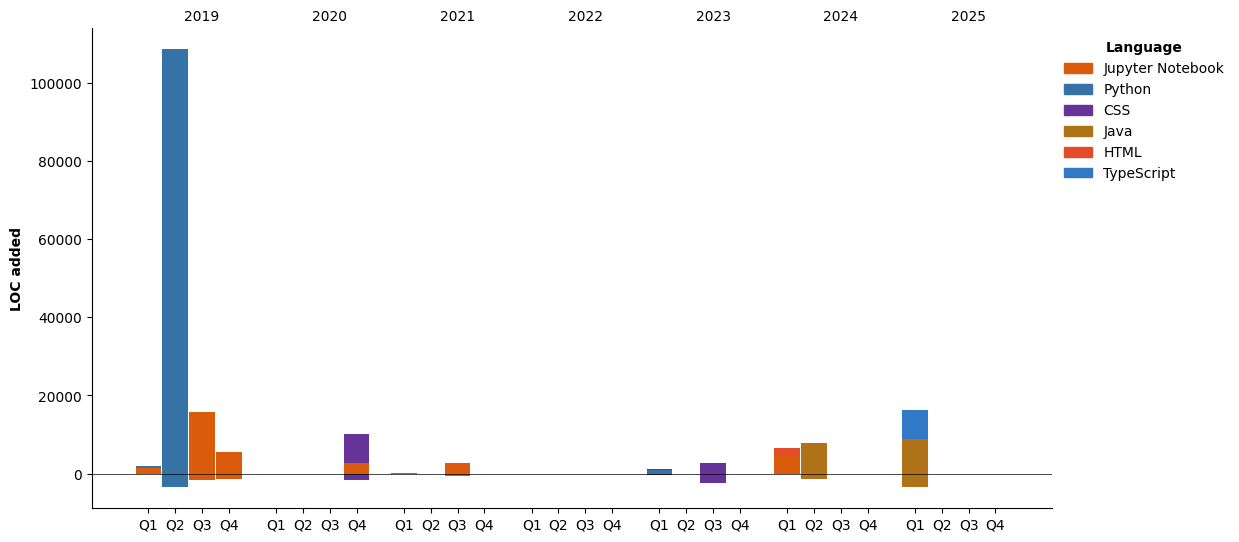 2019 2020 2021 2022 2023 2024 2025
Language
Jupyter Notebook
Python
CSS
Java
HTML
TypeScript
LOC added
100000
80000
60000
40000
20000
0
Q1 Q2 Q3 Q4 Q1 Q2 Q3 Q4 Q1 Q2 Q3 Q4 Q1 Q2 Q3 Q4 Q1 Q2 Q3 Q4 Q1 Q2 Q3 Q4 Q1 Q2 Q3 Q4